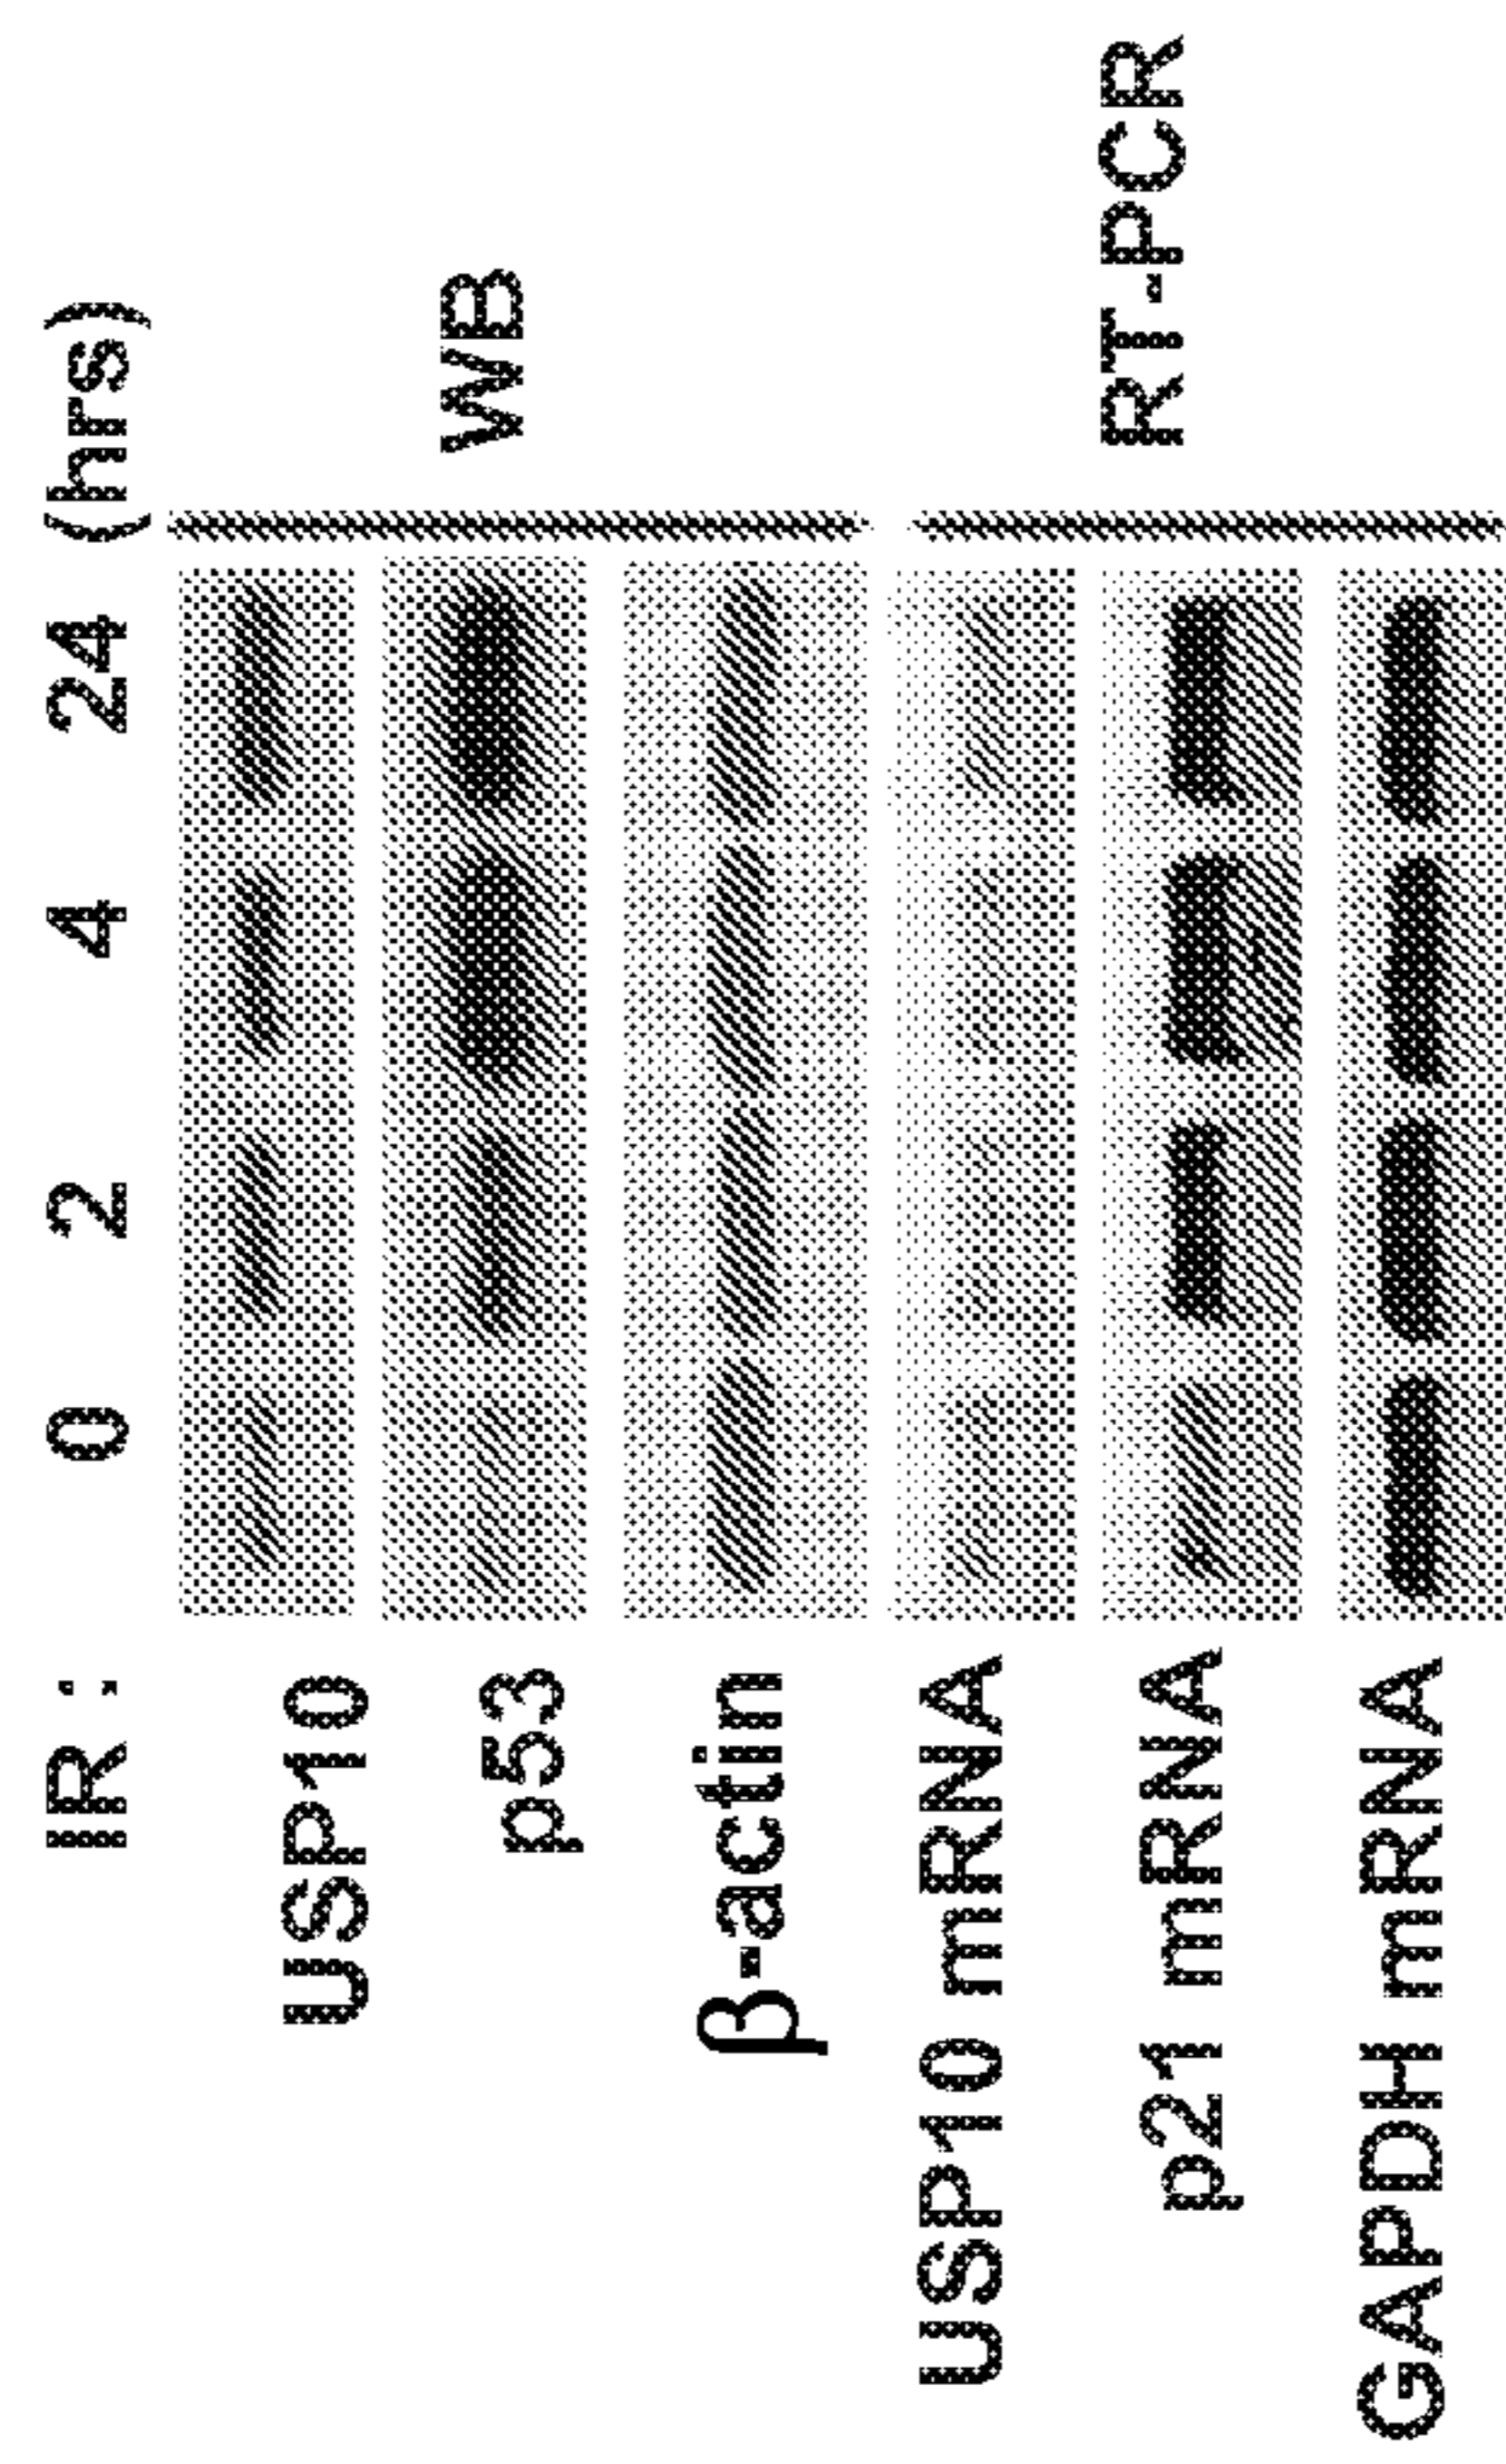 IR : 0 2 4 24 (hrs)
USP10
p53
WB
β-actin
USP10 mRNA
p21 mRNA
RT-PCR
GAPDH mRNA